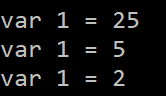 var 1 = 25
var 1 = 5
var 1 = 2